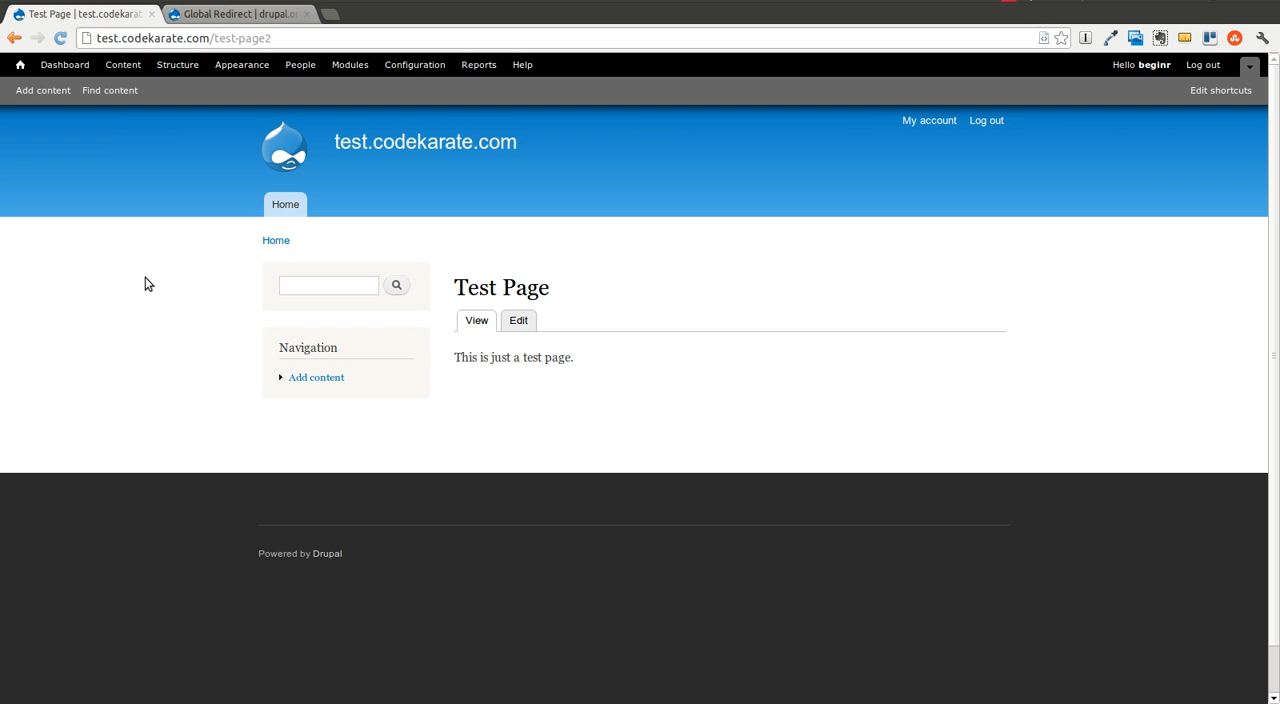 Test Page | test.codekarat
Global Redirect | drupal.o
test.codekarate.com/test-page2
Dashboard Content Structure Appearance People Modules Configuration Reports Help
Hello beginr Log out
Add content Find content
Edit shortcuts
My account Log out
test.codekarate.com
Home
Home
Test Page
View Edit
This is just a test page.
Navigation
Add content
Powered by Drupal